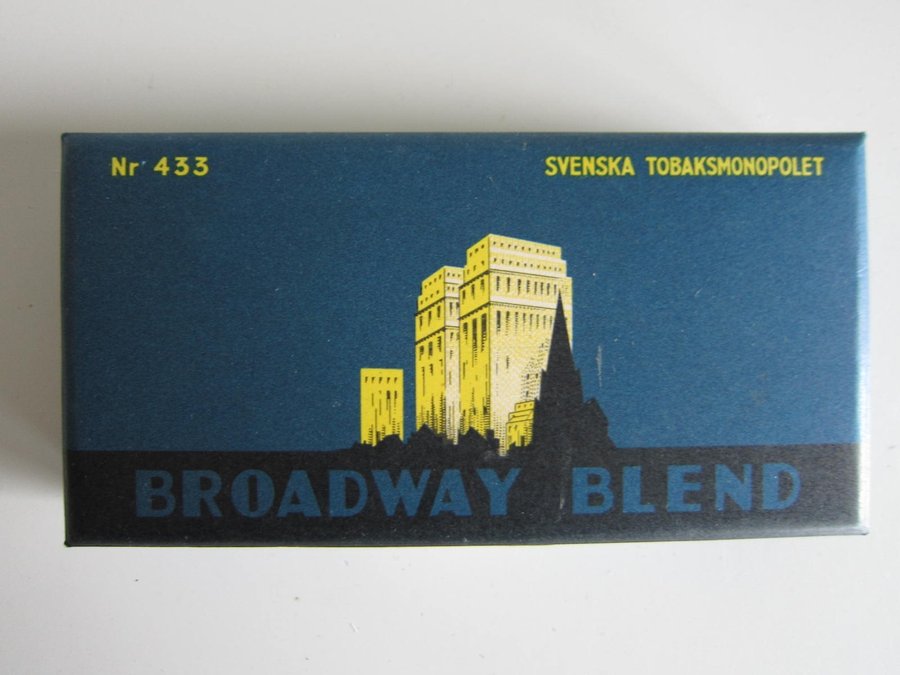 Nr 433
SVENSKA TOBAKSMONOPOLET
BROADWAY BLEND